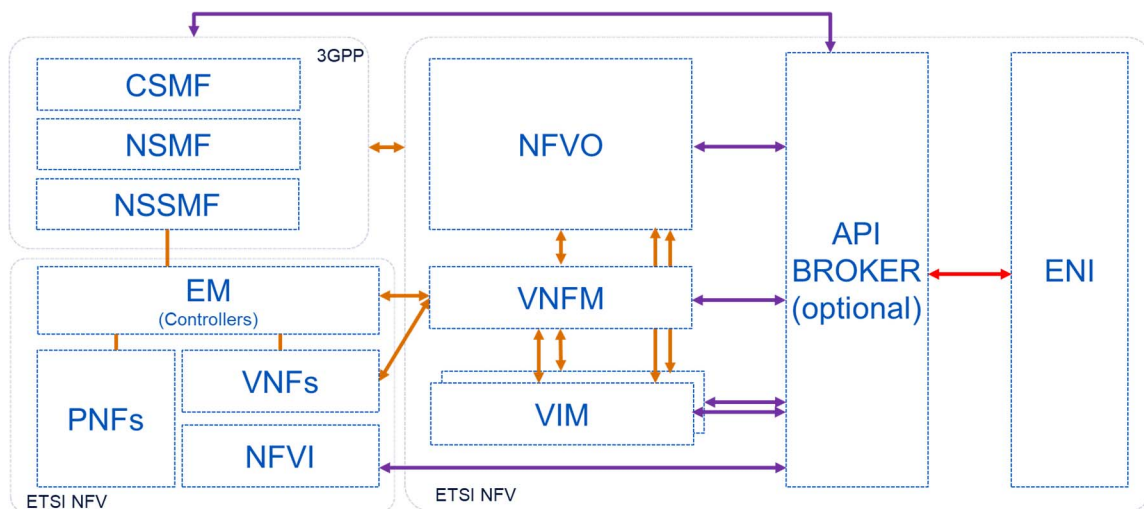 3GPP
CSMF
NSMF
NSSMF
EM
(Controllers)
PNFs
VNFs
NFVI
ETSI NFV
NFVO
VNFM
VIM
ETSI NFV
API
BROKER
(optional)
ENI